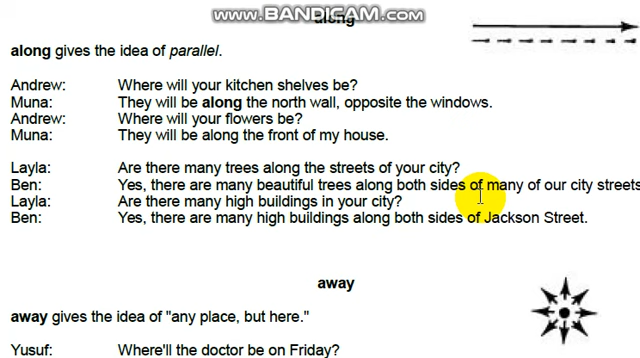 www.BANDICAM.com
along
along gives the idea of parallel.
Andrew: Where will your kitchen shelves be?
Muna: They will be along the north wall, opposite the windows.
Andrew: Where will your flowers be?
Muna: They will be along the front of my house.
Layla: Are there many trees along the streets of your city?
Ben: Yes, there are many beautiful trees along both sides of many of our city streets
Layla: Are there many high buildings in your city?
Ben: Yes, there are many high buildings along both sides of Jackson Street.
away
away gives the idea of "any place, but here."
Yusuf: Where'll the doctor be on Friday?